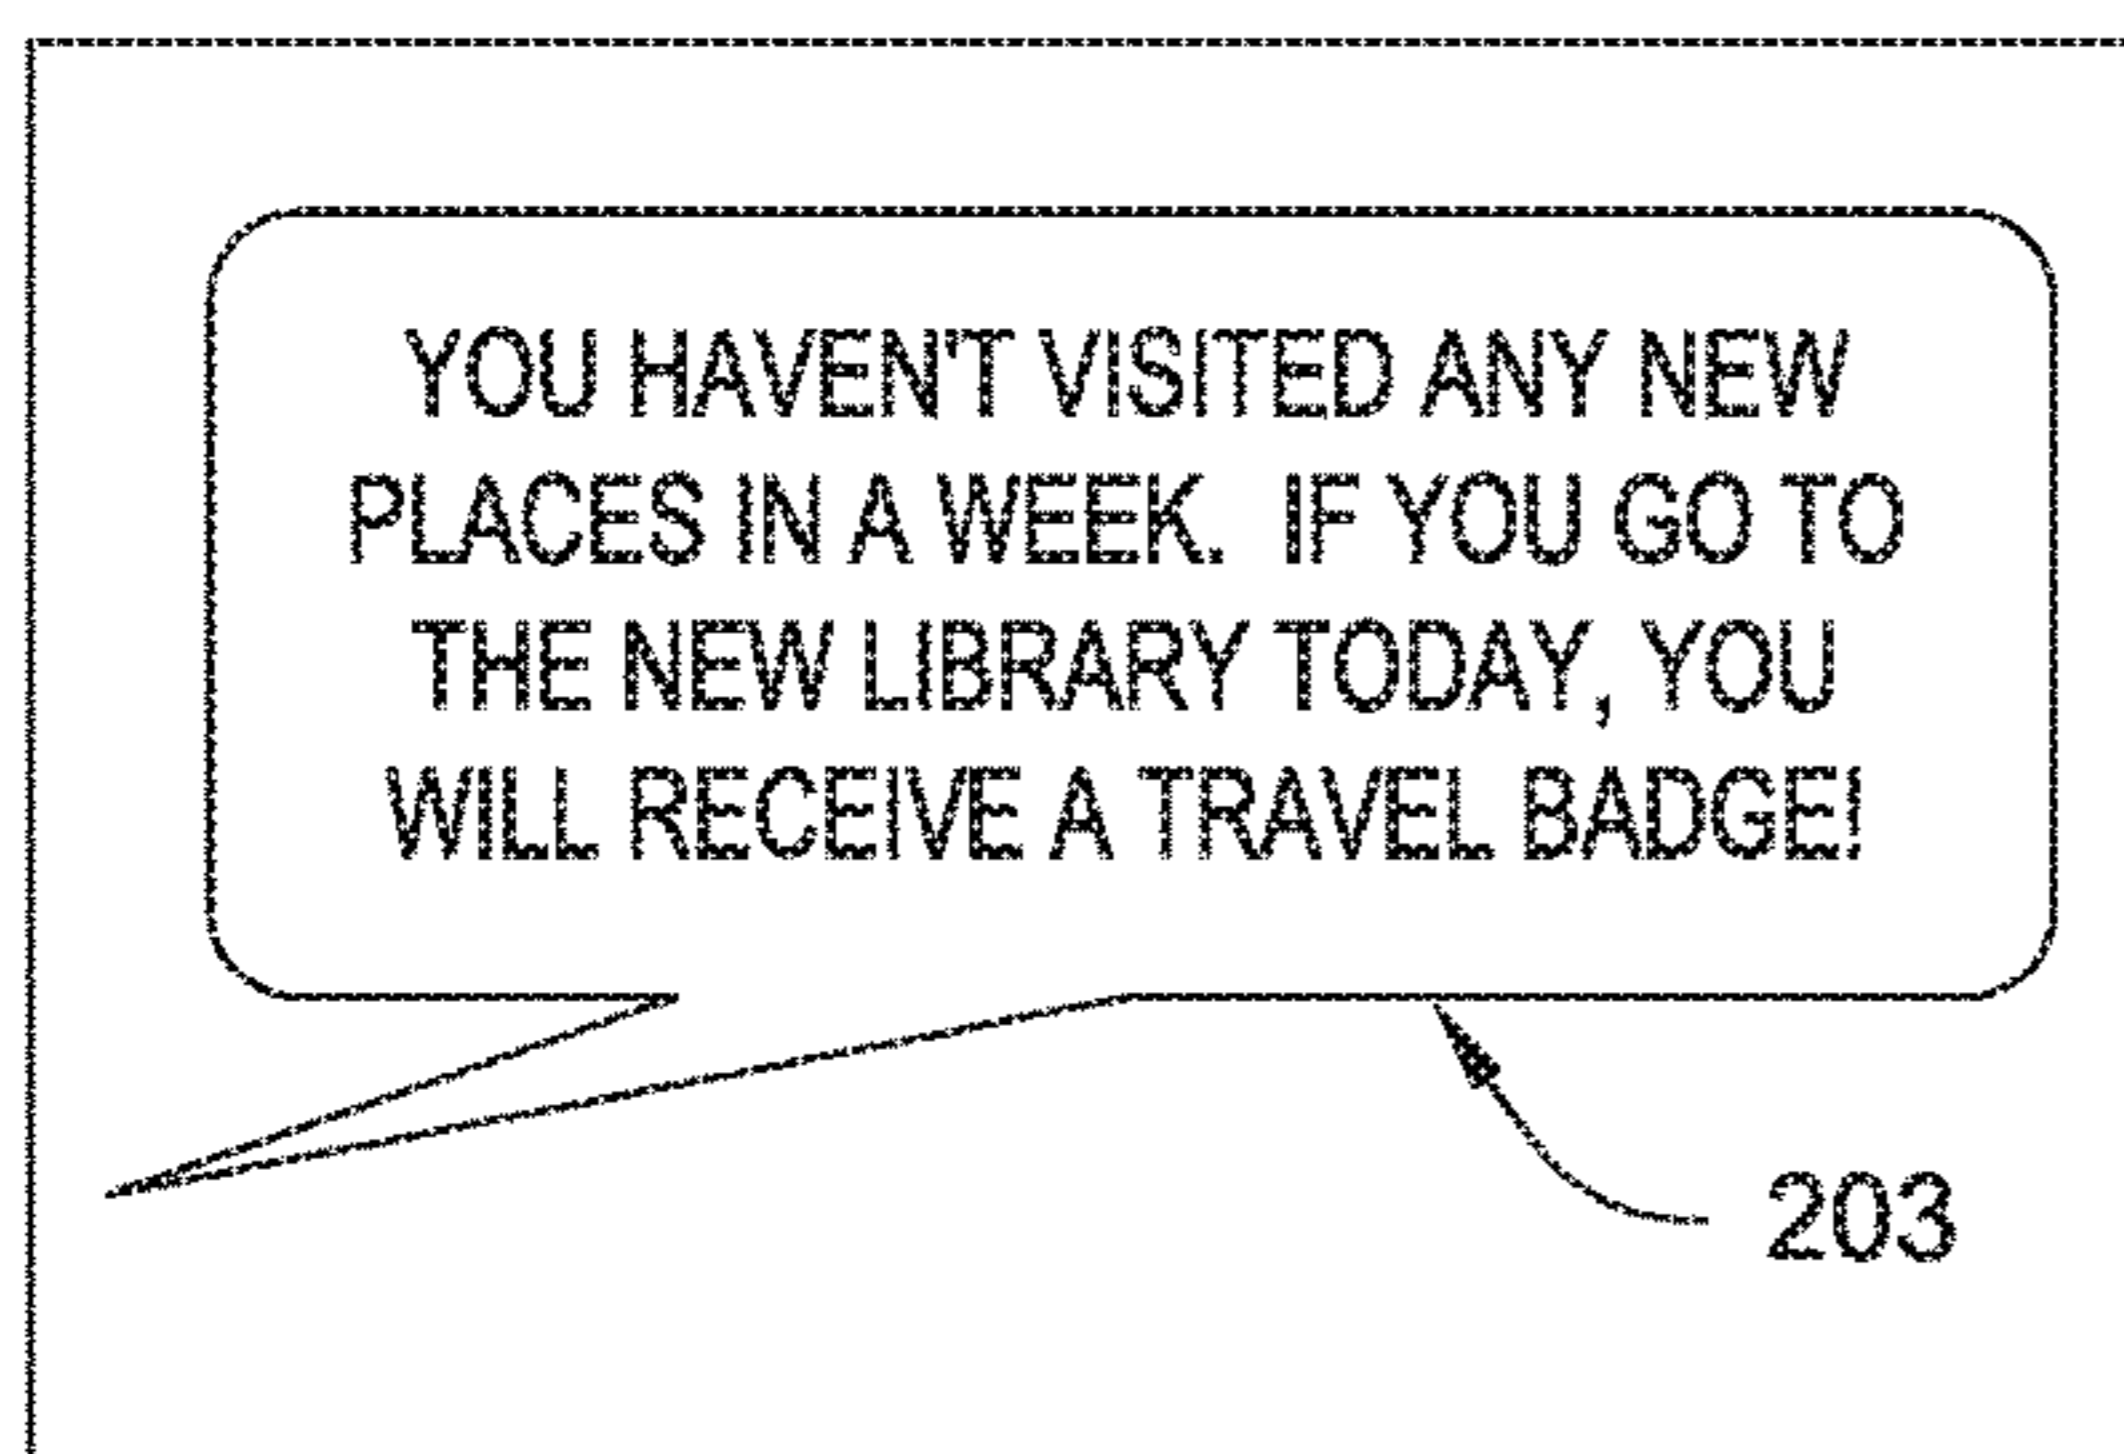 YOU HAVEN'T VISITED ANY NEW
PLACES IN A WEEK. IF YOU GO TO
THE NEW LIBRARY TODAY, YOU
WILL RECEIVE A TRAVEL BADGE!
203